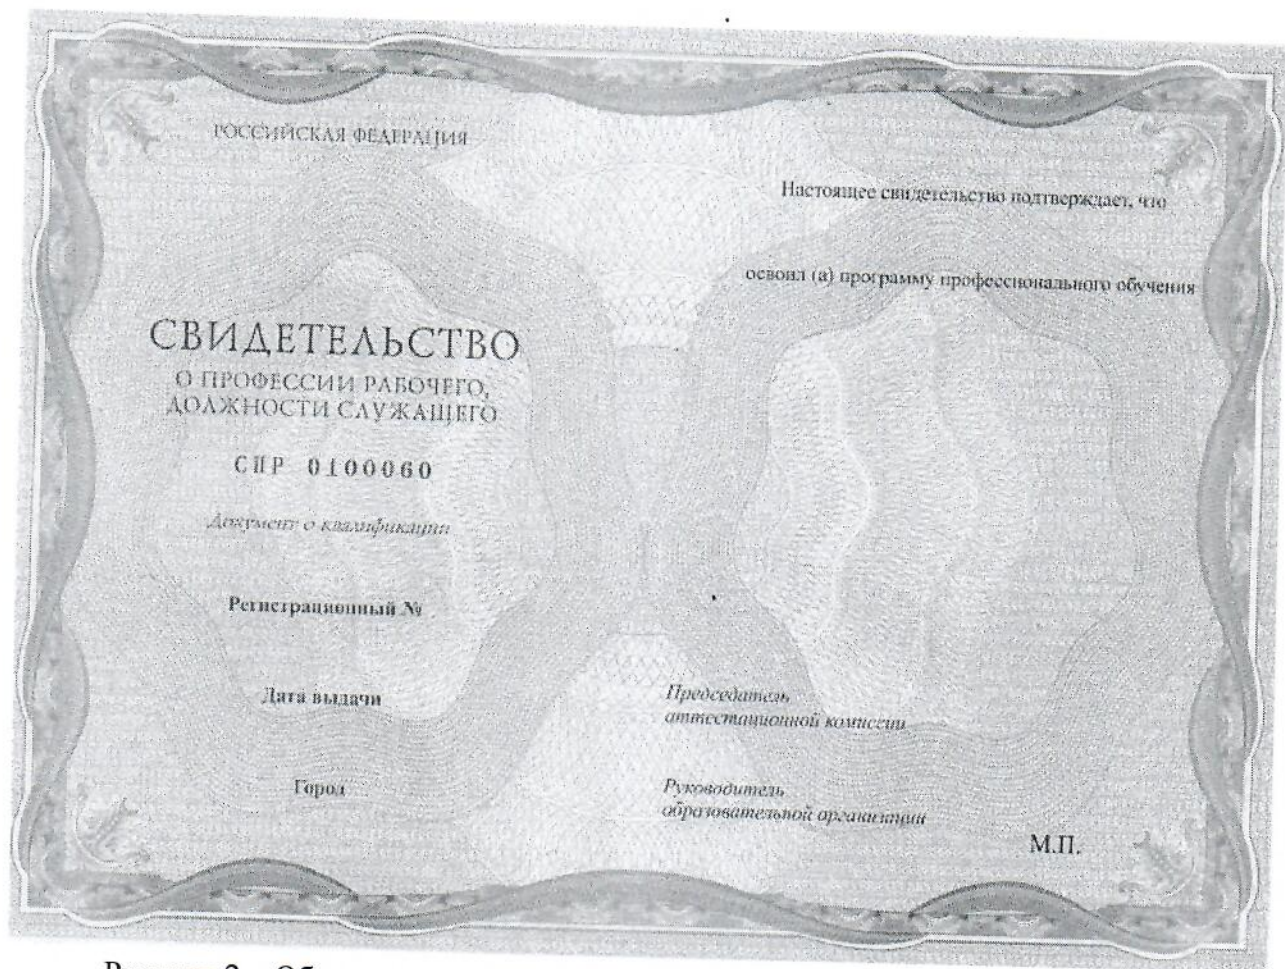 РОССИЙСКАЯ ФЕДЕРАЦИЯ
СВИДЕТЕЛЬСТВО
О ПРОФЕССИИ РАБОЧЕГО,
ДОЛЖНОСТИ СЛУЖАЩЕГО
СПР 0100060
Документ о квалификации
Регистрационный №
Дата выдачи
Город
Настоящее свидетельство подтверждает, что
освоил (а) программу профессионального обучения
Председатель
аттестационной комиссии
Руководитель
образовательной организации
М.П.